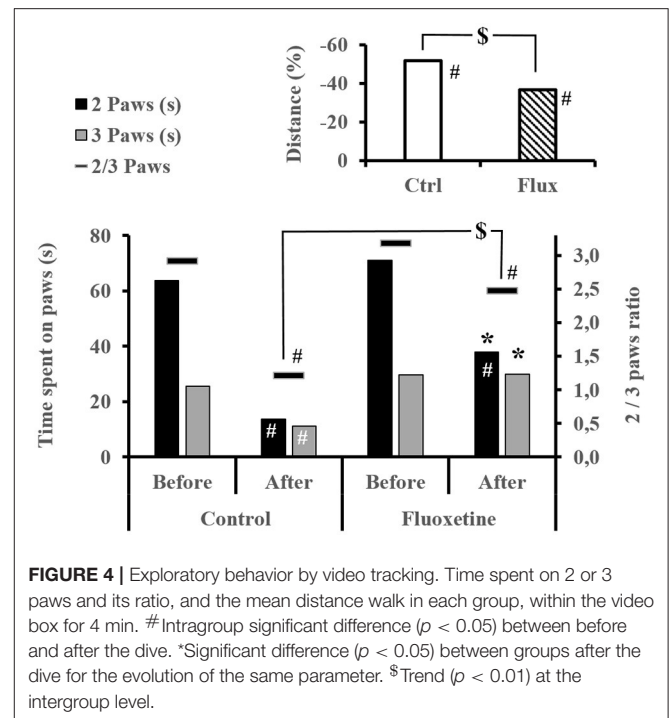 $
-60
-40
-20
0
Distance (%)
#
#
Ctrl
Flux
2 Paws (s)
3 Paws (s)
2/3 Paws
80
60
40
20
0
Time spent on paws (s)
$
#
#
#
#
*
#
*
3,0
2,5
2,0
1,5
1,0
0,5
0,0
2 / 3 paws ratio
Before
After
Before
After
Control
Fluoxetine
FIGURE 4 | Exploratory behavior by video tracking. Time spent on 2 or 3
paws and its ratio, and the mean distance walk in each group, within the video
box for 4 min. #Intragroup significant difference (p < 0.05) between before
and after the dive. *Significant difference (p < 0.05) between groups after the
dive for the evolution of the same parameter. $Trend (p < 0.01) at the
intergroup level.